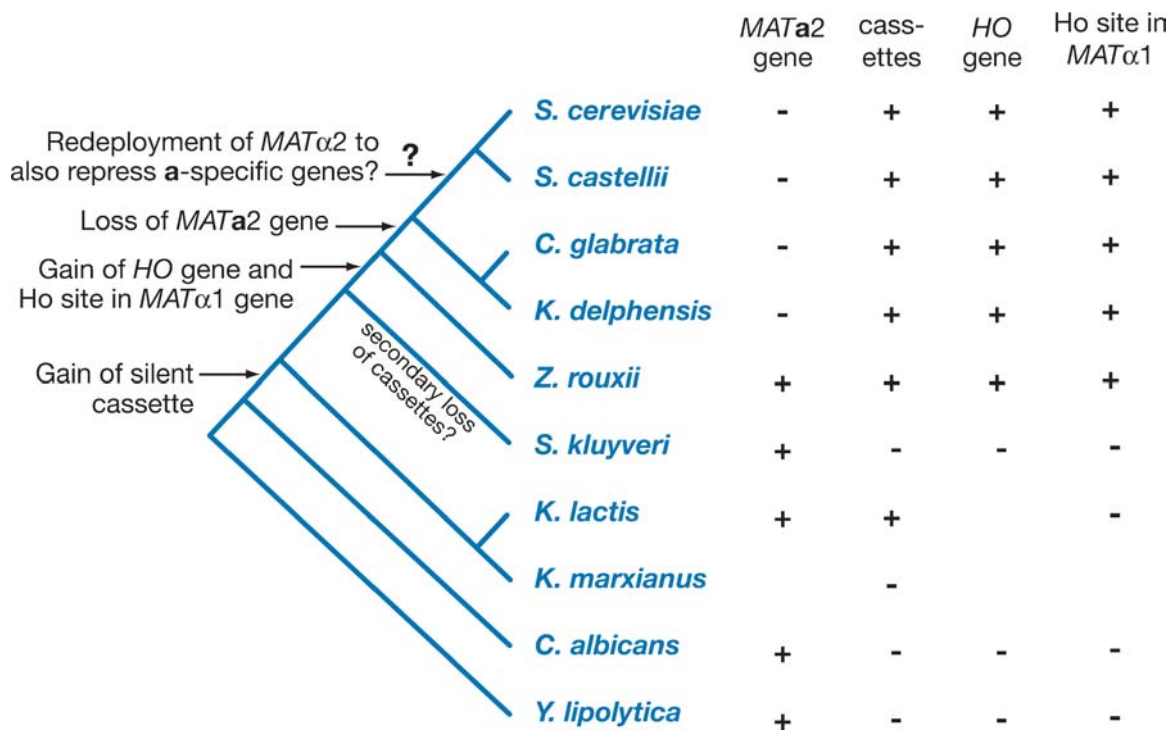 MATa2 gene
cass-ettes
HO gene
Ho site in MATα1
S. cerevisiae - + + +
Redeployment of MATα2 to
also repress a-specific genes?
?
S. castellii - + + +
Loss of MATa2 gene
C. glabrata - + + +
Gain of HO gene and
Ho site in MATα1 gene
K. delphensis - + + +
Z. rouxii + + + +
Gain of silent
cassette
secondary loss
of cassettes?
S. kluyveri + - - -
K. lactis + + -
K. marxianus -
C. albicans + - - -
Y. lipolytica + - - -